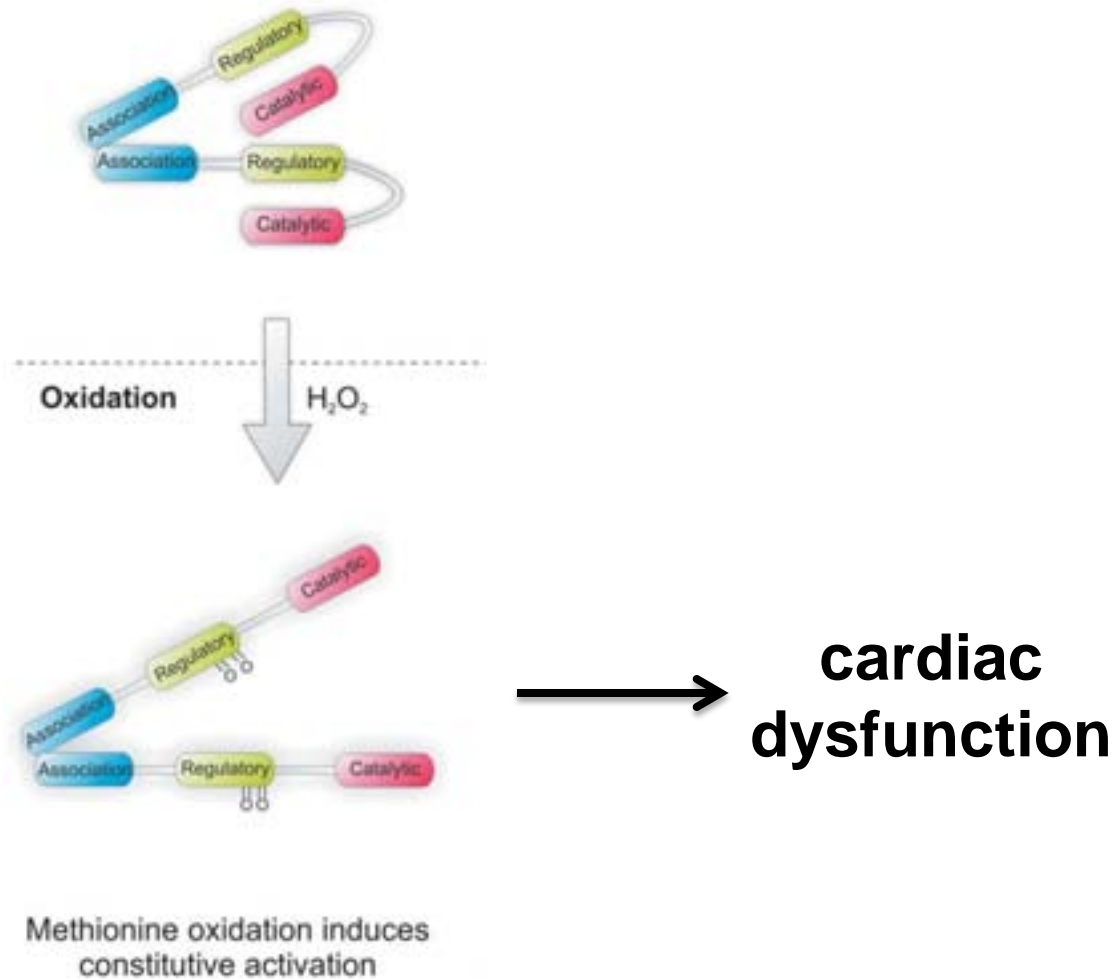 Regulatory
Catalytic
Association
Association
Regulatory
Catalytic
Oxidation
H₂O₂
Catalytic
Regulatory
Association
Association
Regulatory
Catalytic
cardiac
dysfunction
Methionine oxidation induces
constitutive activation